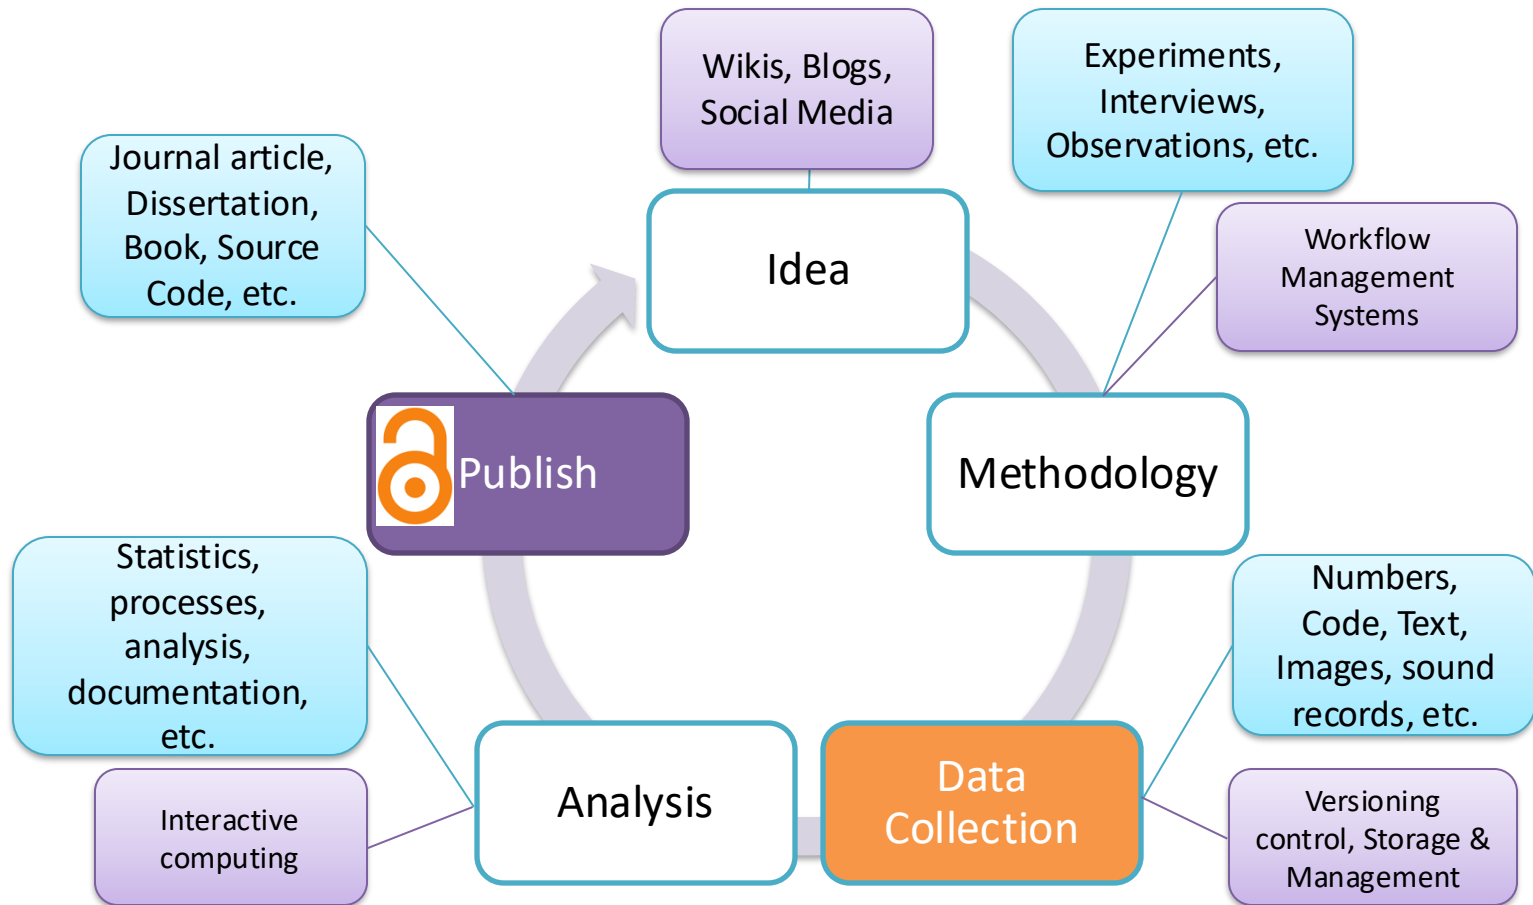 Wikis, Blogs,
Social Media
Experiments,
Interviews,
Observations, etc.
Journal article,
Dissertation,
Book, Source
Code, etc.
Idea
Workflow
Management
Systems
Publish
Methodology
Statistics,
processes,
analysis,
documentation,
etc.
Numbers,
Code, Text,
Images, sound
records, etc.
Analysis
Data
Collection
Interactive
computing
Versioning
control, Storage &
Management